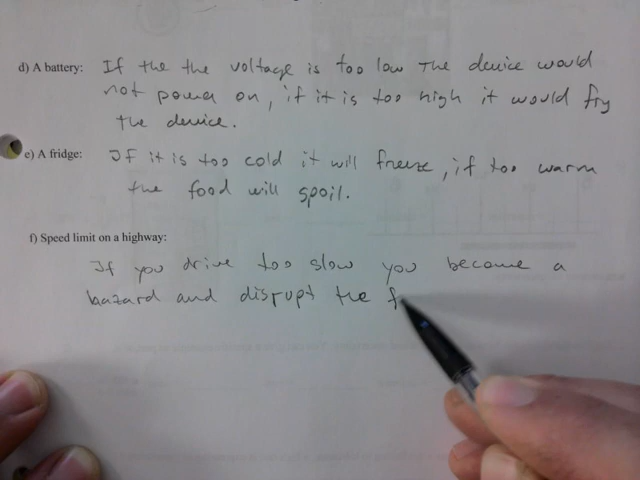 d) A battery: If the the voltage is too low The device would
not power on, if it is too high it would fry
the device.
e) A fridge: If it is too cold it will freeze, if too warm
the food will spoil.
f) Speed limit on a highway:
If you drive too slow you become a
hazard and disrupt the f